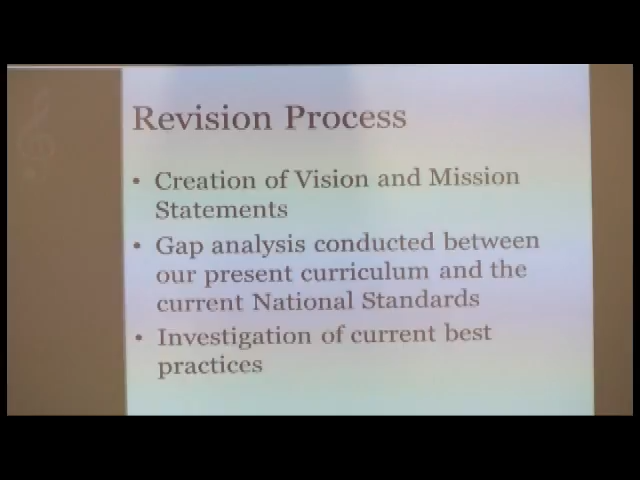 Revision Process
• Creation of Vision and Mission
Statements
• Gap analysis conducted between
our present curriculum and the
current National Standards
• Investigation of current best
practices